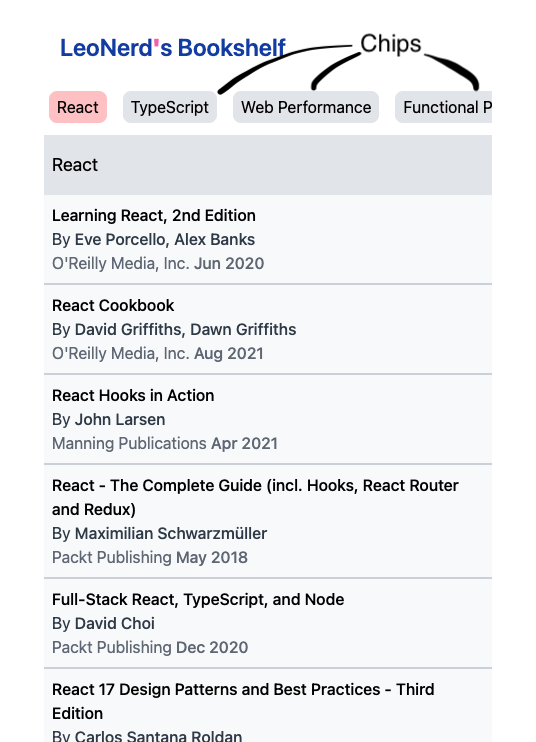 LeoNerd's Bookshelf
Chips
React
TypeScript
Web Performance
Functional P
React
Learning React, 2nd Edition
By Eve Porcello, Alex Banks
O'Reilly Media, Inc. Jun 2020
React Cookbook
By David Griffiths, Dawn Griffiths
O'Reilly Media, Inc. Aug 2021
React Hooks in Action
By John Larsen
Manning Publications Apr 2021
React - The Complete Guide (incl. Hooks, React Router
and Redux)
By Maximilian Schwarzmüller
Packt Publishing May 2018
Full-Stack React, TypeScript, and Node
By David Choi
Packt Publishing Dec 2020
React 17 Design Patterns and Best Practices - Third
Edition
By Carlos Santana Roldan